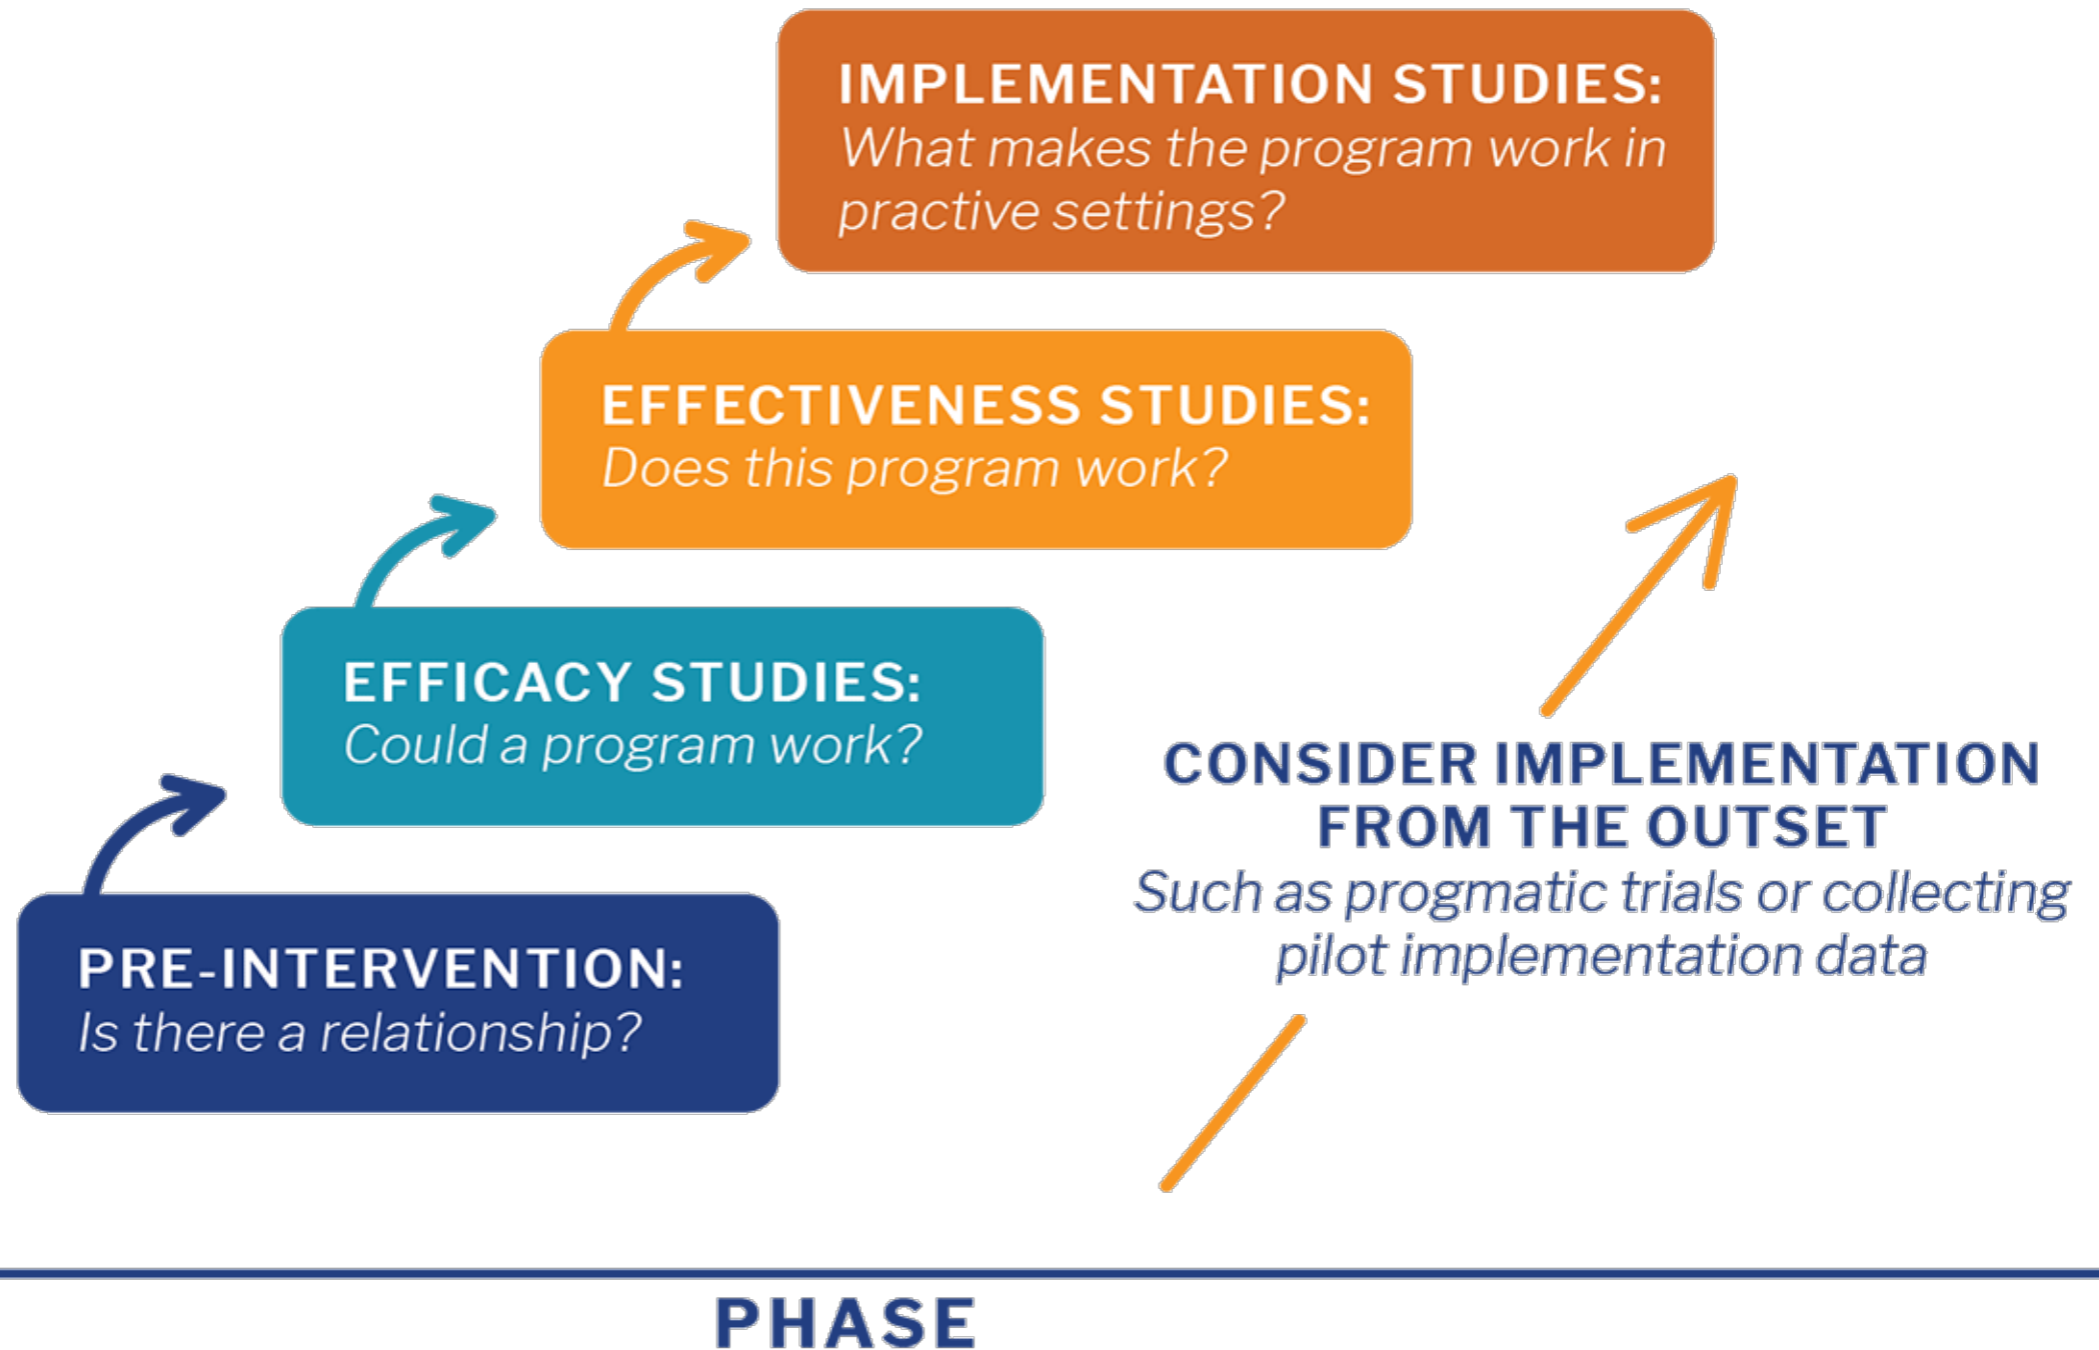 IMPLEMENTATION STUDIES:
What makes the program work in
practive settings?
EFFECTIVENESS STUDIES:
Does this program work?
EFFICACY STUDIES:
Could a program work?
CONSIDER IMPLEMENTATION
FROM THE OUTSET
Such as progmatic trials or collecting
pilot implementation data
PRE-INTERVENTION:
Is there a relationship?
PHASE